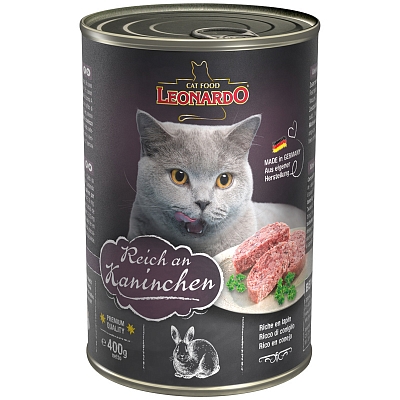 CAT FOOD
LEONARDO
MADE IN GERMANY
Aus eigener
Herstellung
Reich an
Kaninchen
PREMIUM
QUALITY
e 400g
netto
Riche en lapin
Ricco di coniglio
Rico en conejo